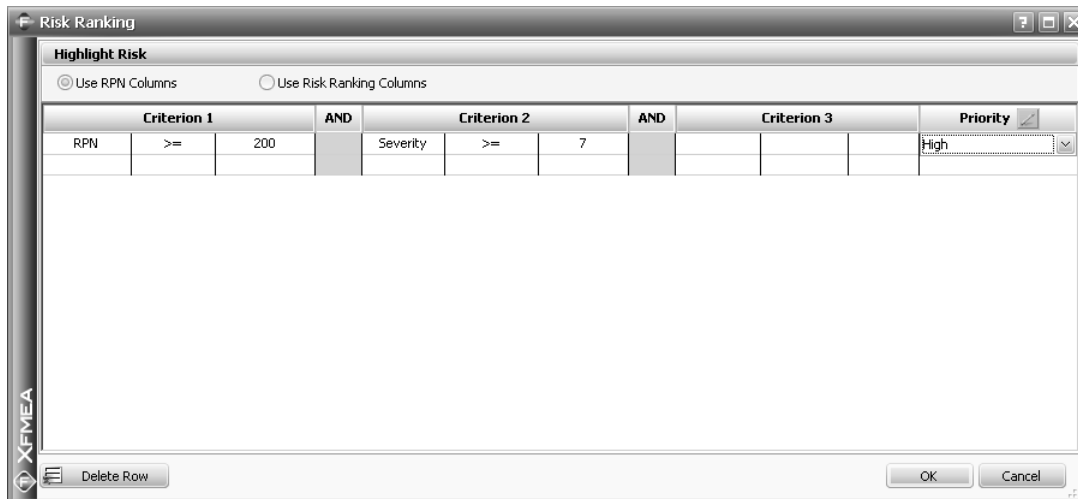 F Risk Ranking ?
Highlight Risk
Use RPN Columns Use Risk Ranking Columns
Criterion 1 AND Criterion 2 AND Criterion 3 Priority
RPN >= 200 Severity >= 7 High
XFMEA
F
Delete Row OK Cancel